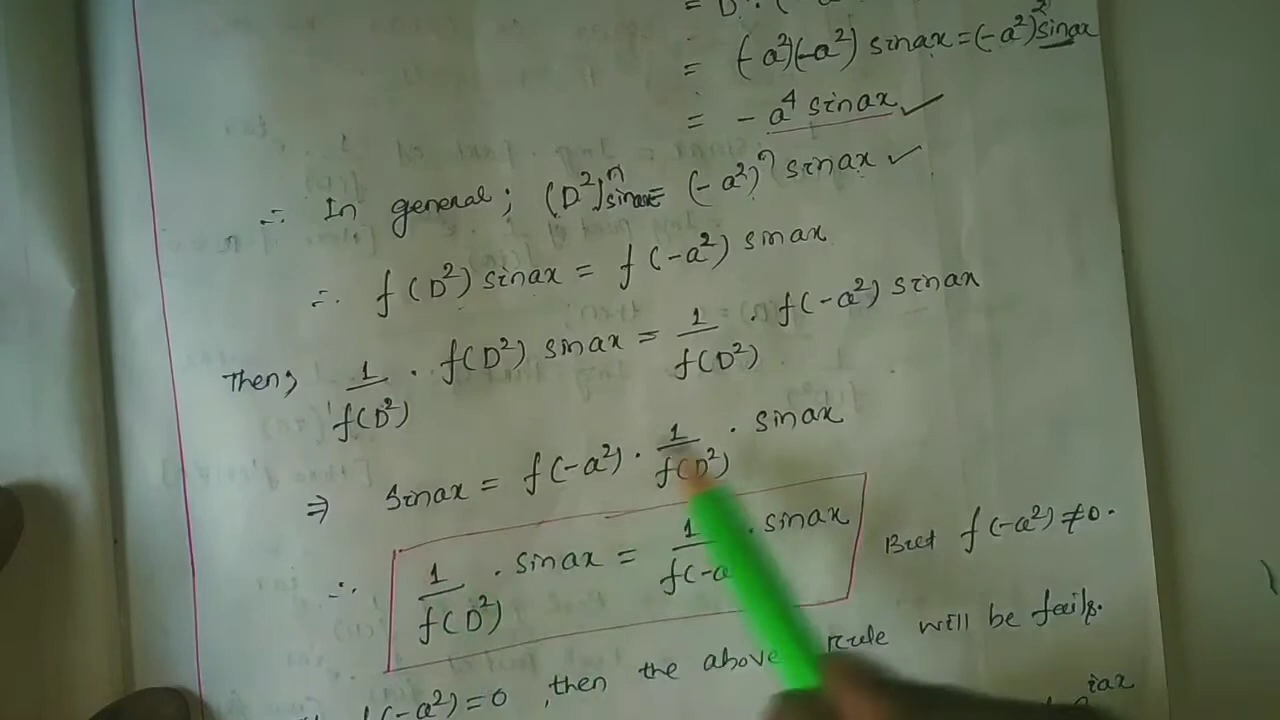 = D
= (-a²)(-a²) sinax = (-a²)² sinax
= - a⁴ sinax ✓
∴ In general; (D²)ⁿ sinax = (-a²)ⁿ sinax ✓
∴ f(D²) sinax = f(-a²) sinax
Then, 1/f(D²) . f(D²) sinax = 1/f(D²) . f(-a²) sinax
⇒ sinax = f(-a²) . 1/f(D²) . sinax
∴ 1/f(D²) . sinax = 1/f(-a . sinax But f(-a²) ≠ 0.
f(-a²) = 0, then the above rule will be fails.
iax